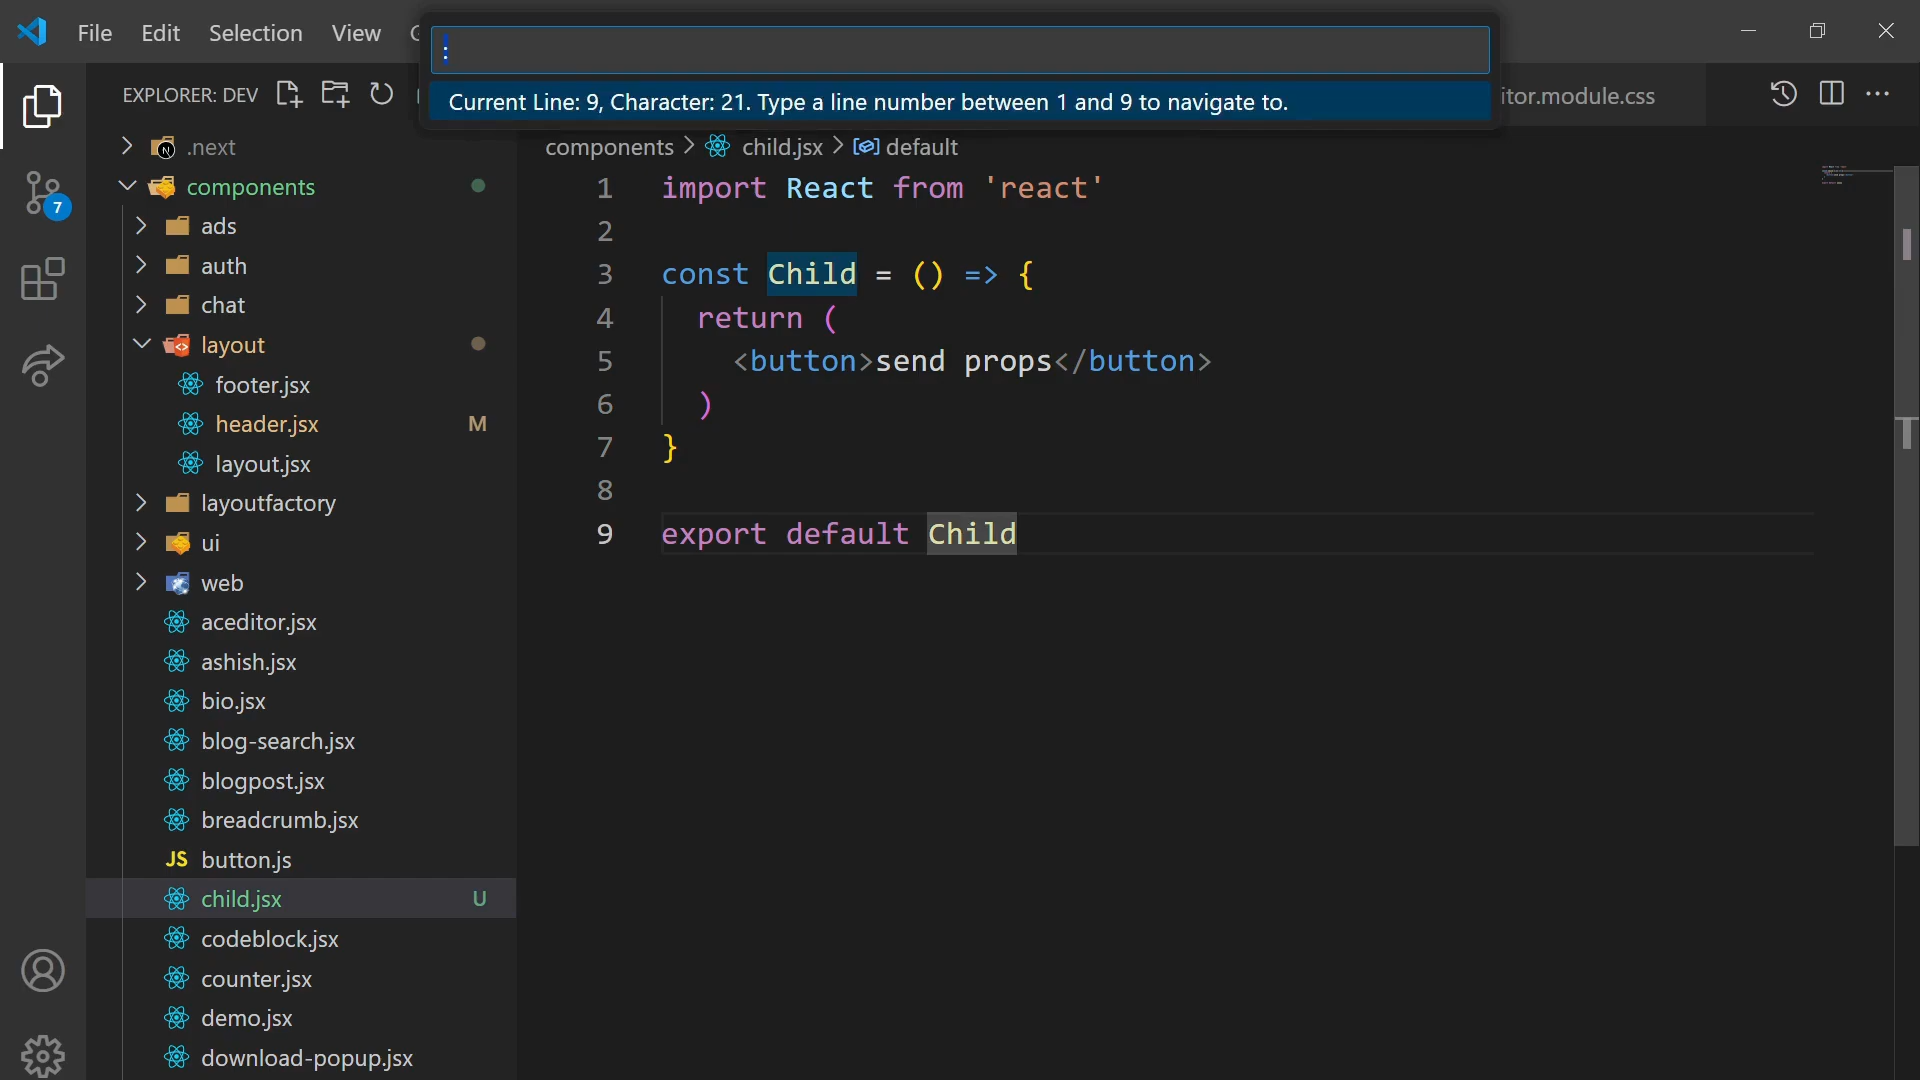 File Edit Selection View
:
Current Line: 9, Character: 21. Type a line number between 1 and 9 to navigate to.
EXPLORER: DEV
itor.module.css
components > child.jsx > default
7
.next
components
ads
auth
chat
layout
footer.jsx
header.jsx M
layout.jsx
layoutfactory
ui
web
aceditor.jsx
ashish.jsx
bio.jsx
blog-search.jsx
blogpost.jsx
breadcrumb.jsx
JS button.js
child.jsx U
codeblock.jsx
counter.jsx
demo.jsx
download-popup.jsx
1 import React from 'react'
2
3 const Child = () => {
4 return (
5 <button>send props</button>
6 )
7 }
8
9 export default Child